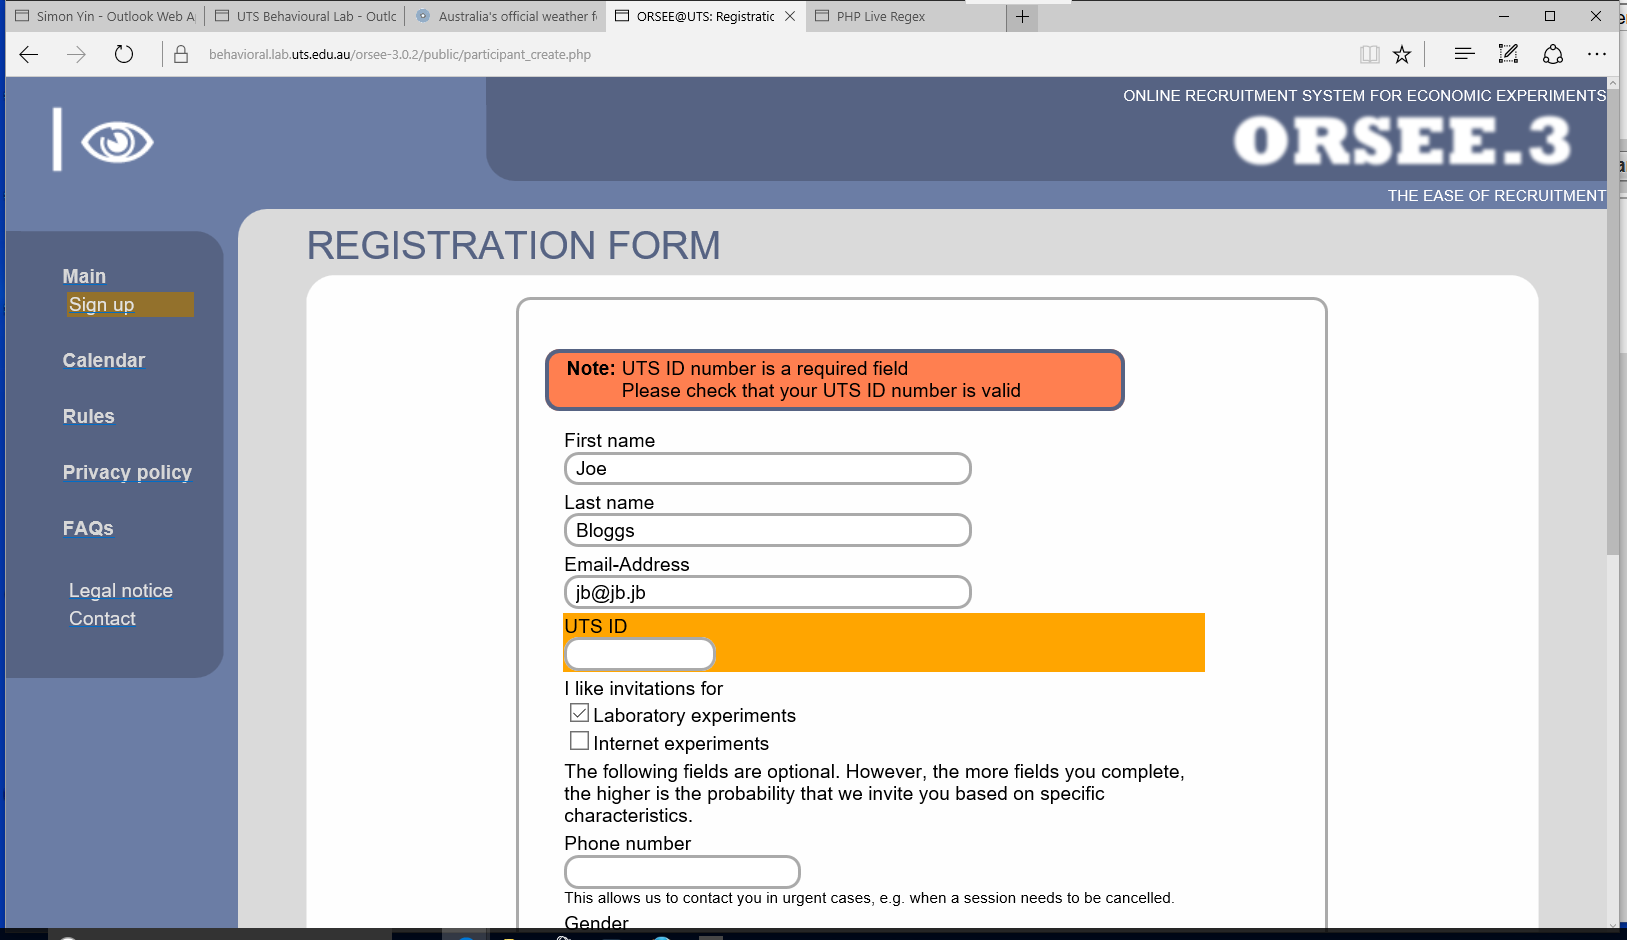 Simon Yin - Outlook Web A
UTS Behavioural Lab - Outlo
Australia's official weather f
ORSEE@UTS: Registratic
PHP Live Regex
behavioral.lab.uts.edu.au/orsee-3.0.2/public/participant_create.php
ONLINE RECRUITMENT SYSTEM FOR ECONOMIC EXPERIMENTS
ORSEE.3
THE EASE OF RECRUITMENT
Main
Sign up
Calendar
Rules
Privacy policy
FAQs
Legal notice
Contact
REGISTRATION FORM
Note: UTS ID number is a required field
Please check that your UTS ID number is valid
First name
Joe
Last name
Bloggs
Email-Address
jb@jb.jb
UTS ID
I like invitations for
Laboratory experiments
Internet experiments
The following fields are optional. However, the more fields you complete,
the higher is the probability that we invite you based on specific
characteristics.
Phone number
This allows us to contact you in urgent cases, e.g. when a session needs to be cancelled.
Gender